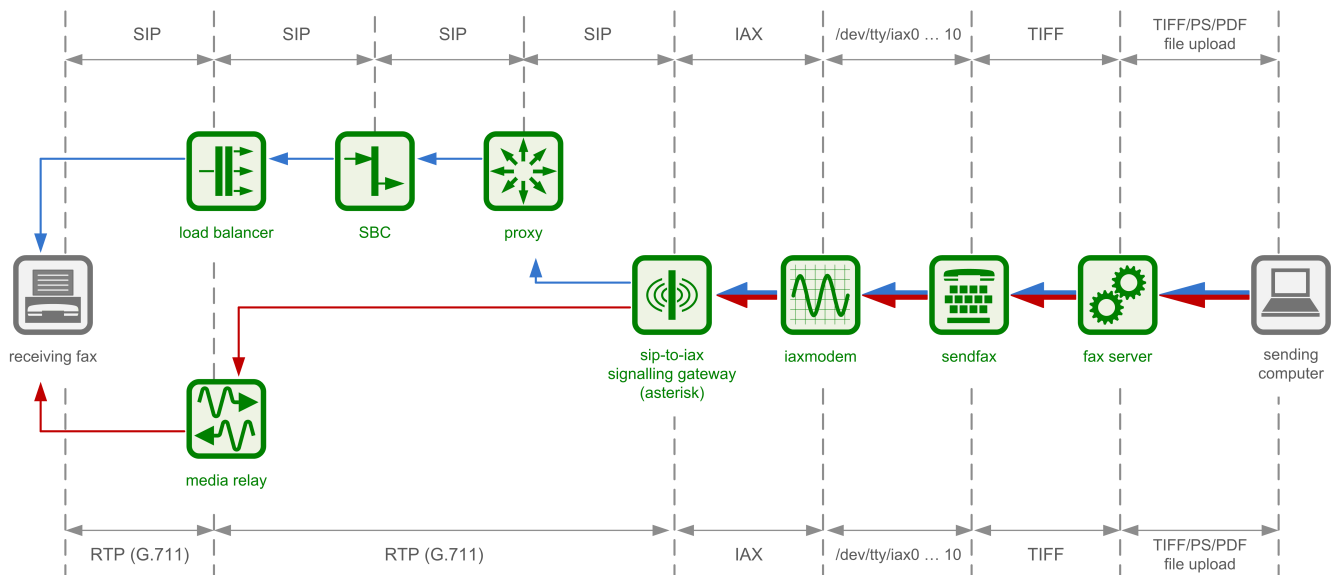 SIP
SIP
SIP
SIP
IAX
/dev/tty/iax0 … 10
TIFF
TIFF/PS/PDF
file upload
load balancer
SBC
proxy
receiving fax
sip-to-iax
signalling gateway
(asterisk)
iaxmodem
sendfax
fax server
sending
computer
media relay
RTP (G.711)
RTP (G.711)
IAX
/dev/tty/iax0 … 10
TIFF
TIFF/PS/PDF
file upload